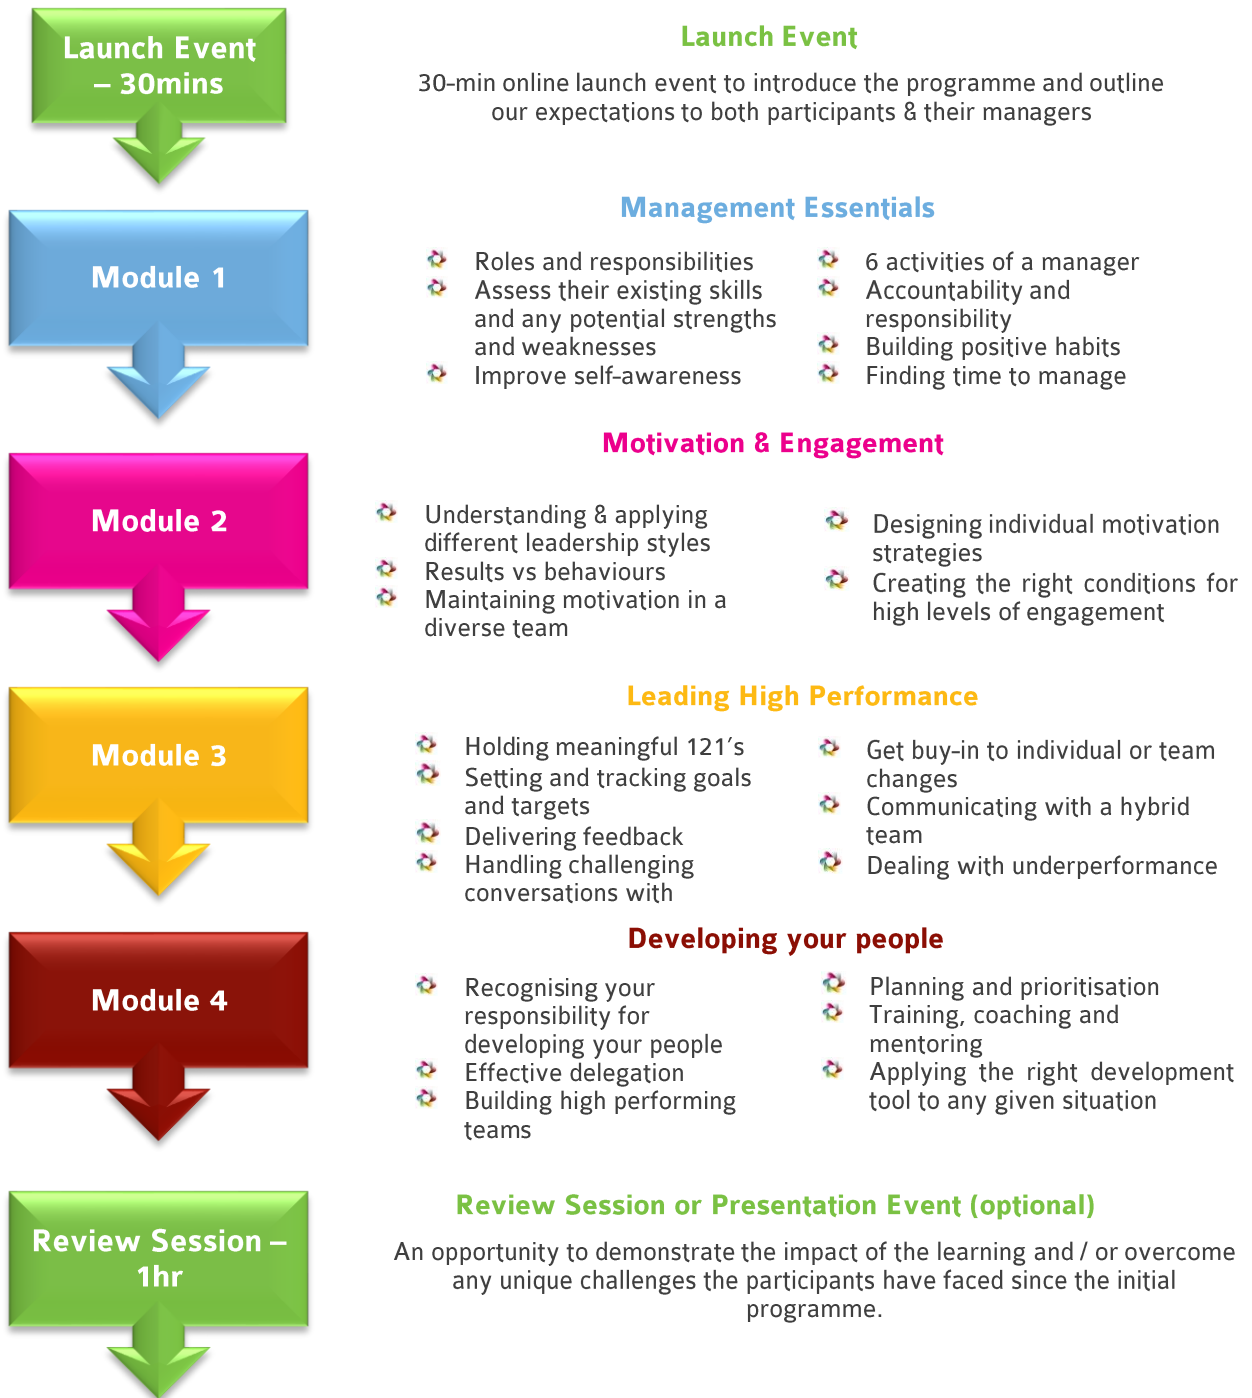 Launch Event
– 30mins
Launch Event
30-min online launch event to introduce the programme and outline
our expectations to both participants & their managers
Module 1
Management Essentials
Roles and responsibilities
Assess their existing skills
and any potential strengths
and weaknesses
Improve self-awareness
6 activities of a manager
Accountability and
responsibility
Building positive habits
Finding time to manage
Module 2
Motivation & Engagement
Understanding & applying
different leadership styles
Results vs behaviours
Maintaining motivation in a
diverse team
Designing individual motivation
strategies
Creating the right conditions for
high levels of engagement
Module 3
Leading High Performance
Holding meaningful 121's
Setting and tracking goals
and targets
Delivering feedback
Handling challenging
conversations with
Get buy-in to individual or team
changes
Communicating with a hybrid
team
Dealing with underperformance
Module 4
Developing your people
Recognising your
responsibility for
developing your people
Effective delegation
Building high performing
teams
Planning and prioritisation
Training, coaching and
mentoring
Applying the right development
tool to any given situation
Review Session –
1hr
Review Session or Presentation Event (optional)
An opportunity to demonstrate the impact of the learning and / or overcome
any unique challenges the participants have faced since the initial
programme.